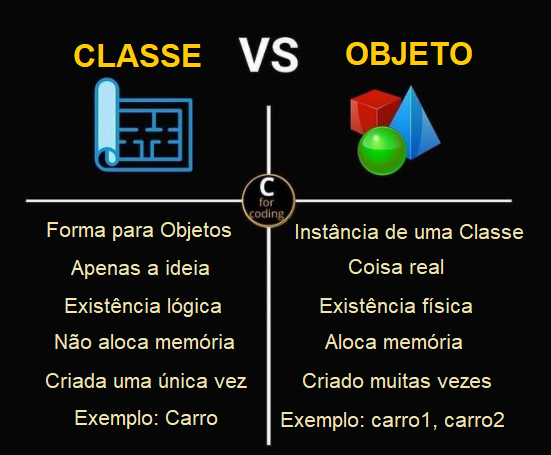 CLASSE VS OBJETO
C
for
coding
Forma para Objetos
Instância de uma Classe
Apenas a ideia
Coisa real
Existência lógica
Existência física
Não aloca memória
Aloca memória
Criada uma única vez
Criado muitas vezes
Exemplo: Carro
Exemplo: carro1, carro2